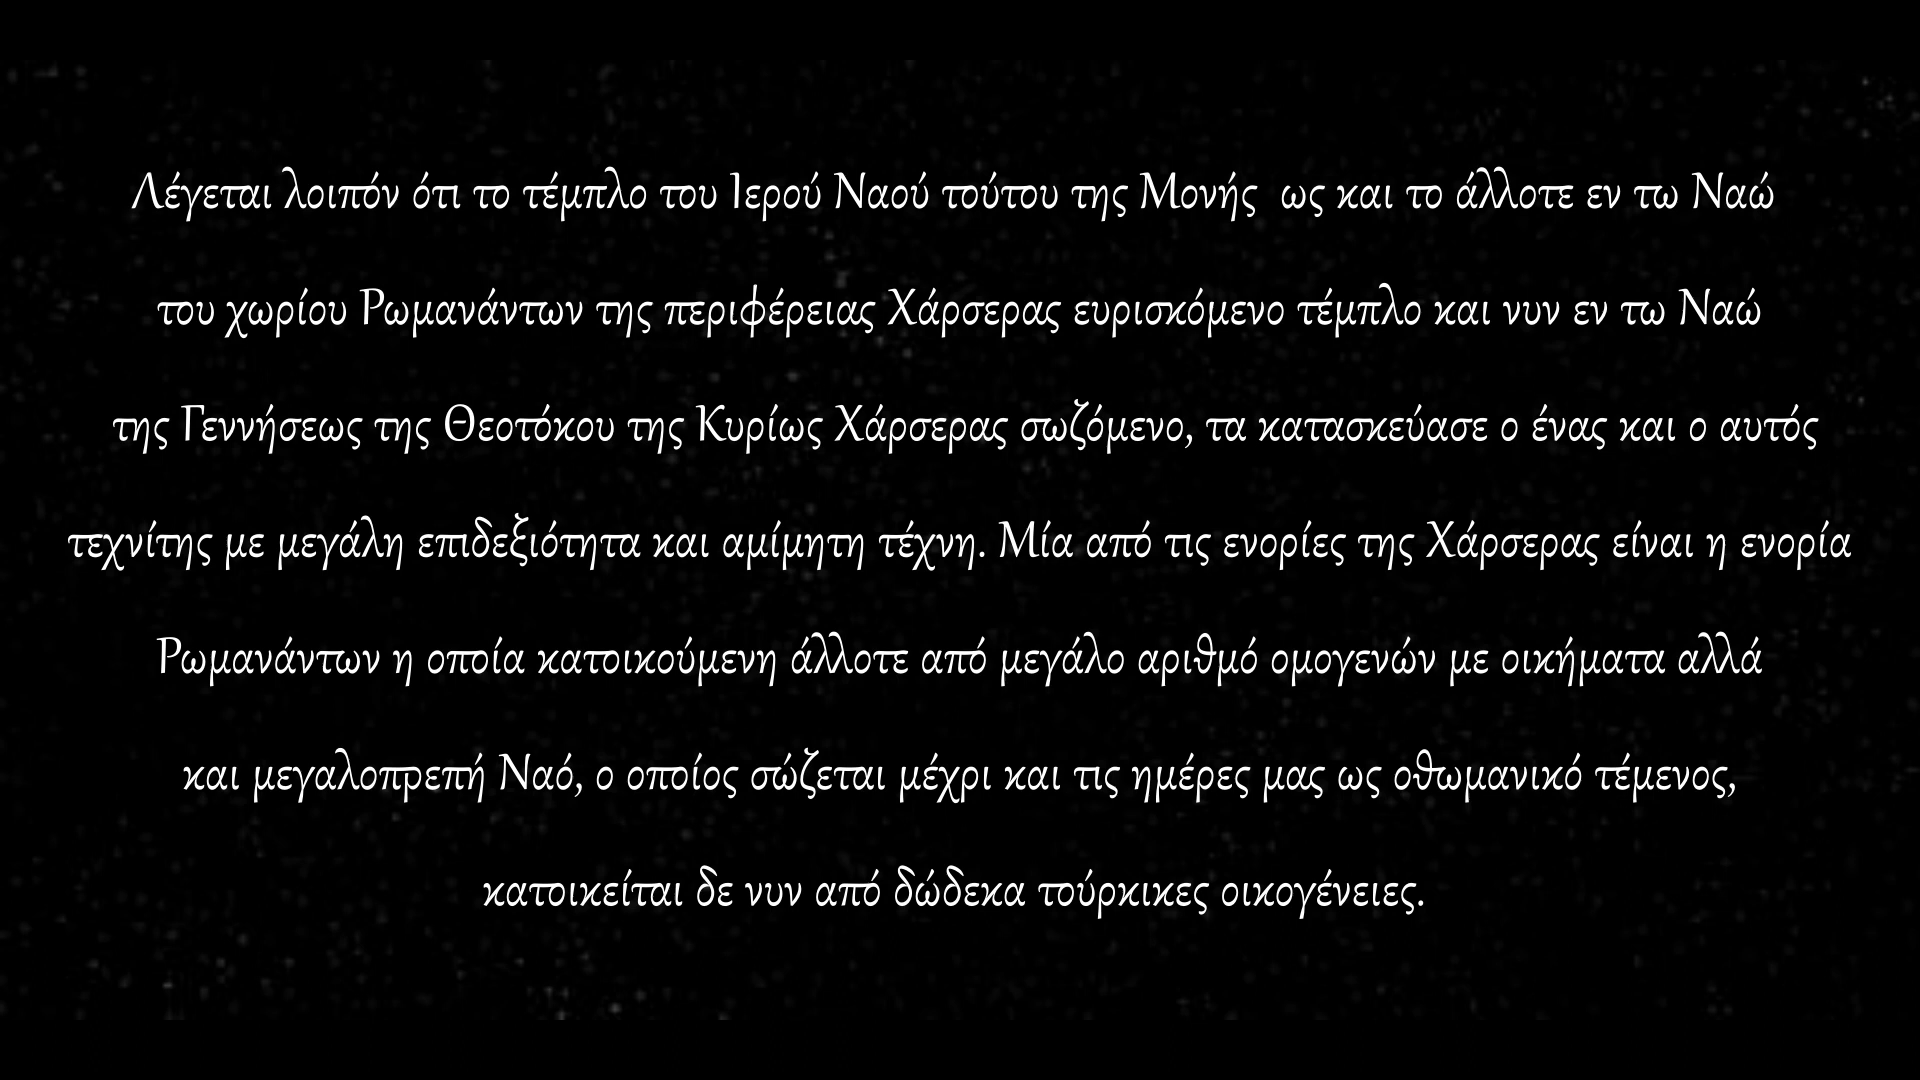 Λέγεται λοιπόν ότι το τέμπλο του Ιερού Ναού τούτου της Μονής  ως και το άλλοτε εν τω Ναώ
του χωρίου Ρωμανάντων της περιφέρειας Χάρσερας ευρισκόμενο τέμπλο και νυν εν τω Ναώ
της Γεννήσεως της Θεοτόκου της Κυρίως Χάρσερας σωζόμενο, τα κατασκεύασε ο ένας και ο αυτός
τεχνίτης με μεγάλη επιδεξιότητα και αμίμητη τέχνη. Μία από τις ενορίες της Χάρσερας είναι η ενορία
Ρωμανάντων η οποία κατοικούμενη άλλοτε από μεγάλο αριθμό ομογενών με οικήματα αλλά
και μεγαλοπρεπή Ναό, ο οποίος σώζεται μέχρι και τις ημέρες μας ως οθωμανικό τέμενος,
κατοικείται δε νυν από δώδεκα τούρκικες οικογένειες.